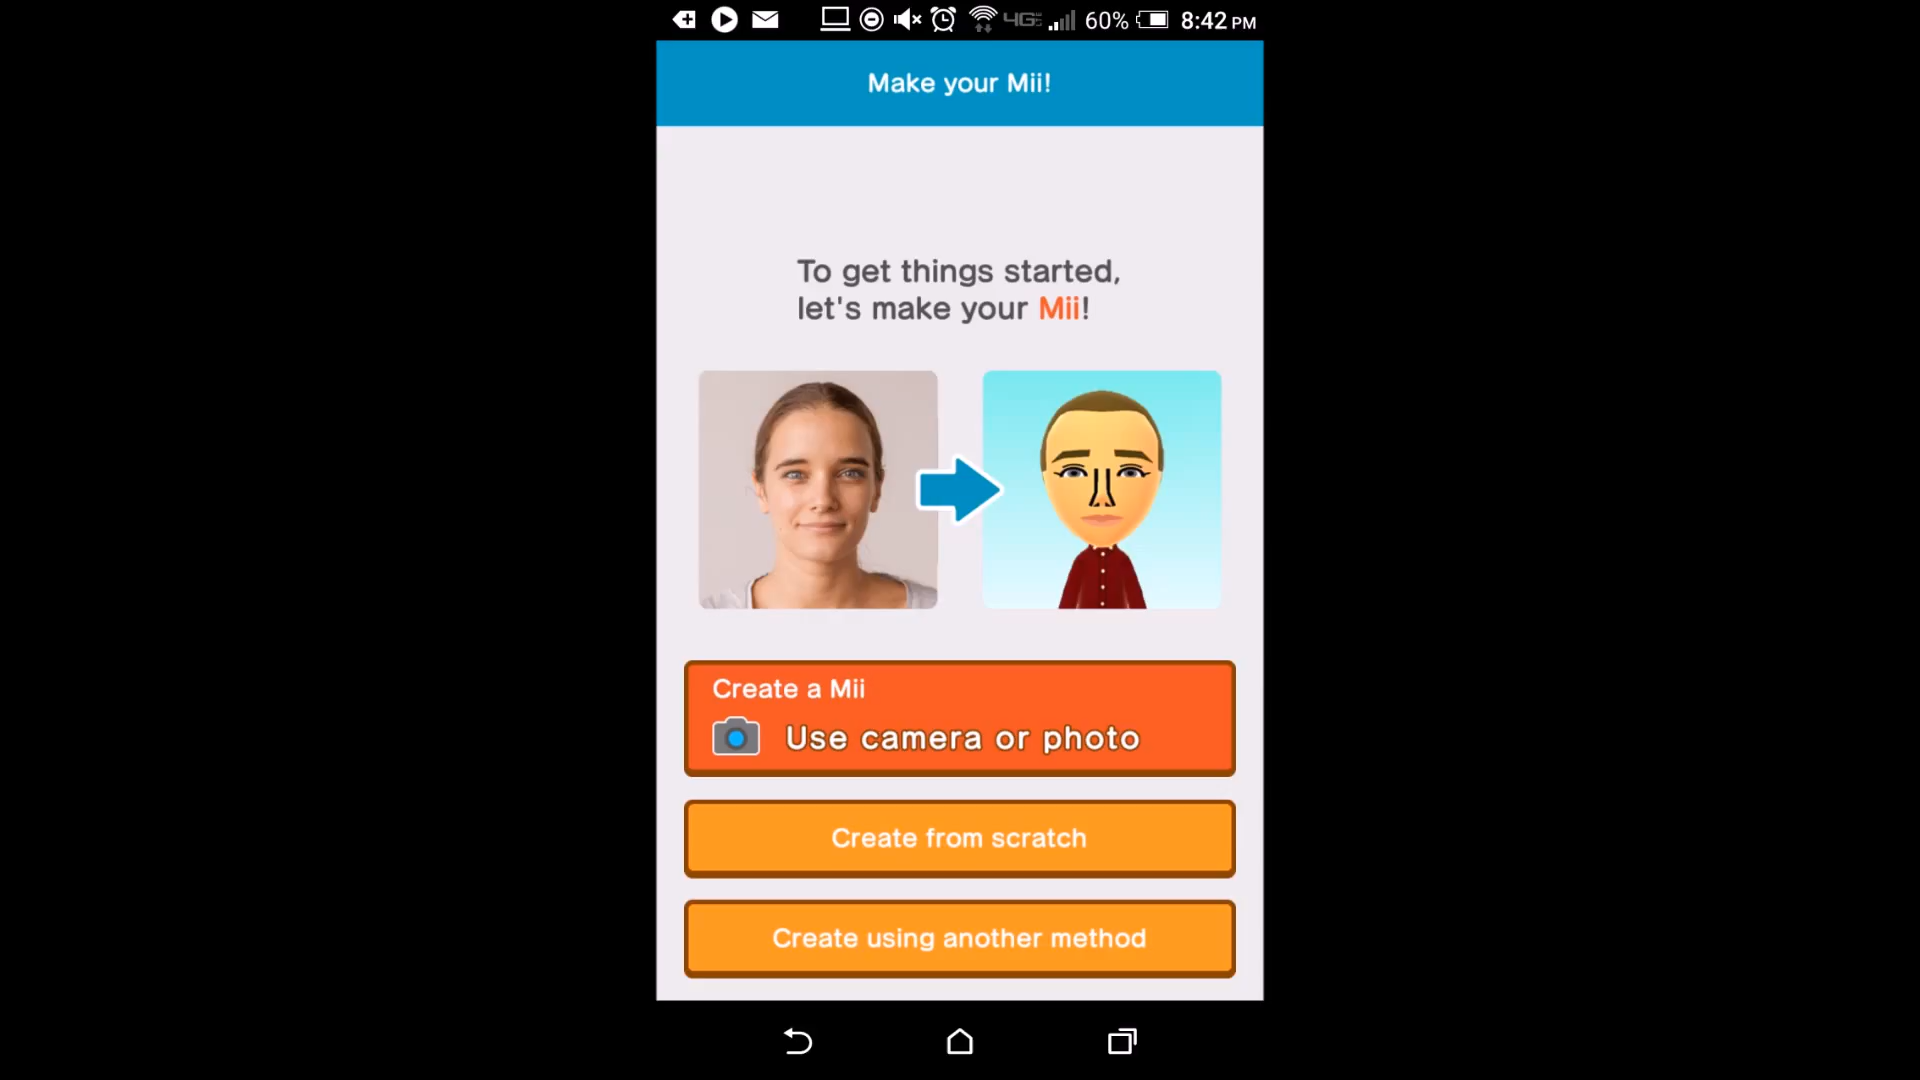 4G 60% 8:42 PM
Make your Mii!
To get things started,
let's make your Mii!
Create a Mii
Use camera or photo
Create from scratch
Create using another method